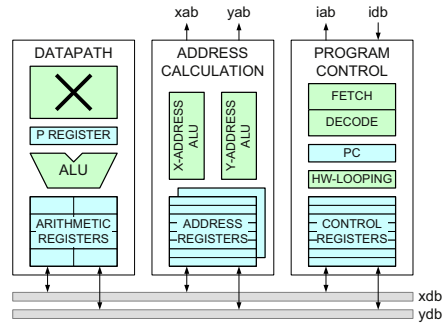 xab yab iab idb
DATAPATH
P REGISTER
ALU
ARITHMETIC
REGISTERS
ADDRESS
CALCULATION
X-ADDRESS
ALU
Y-ADDRESS
ALU
ADDRESS
REGISTERS
PROGRAM
CONTROL
FETCH
DECODE
PC
HW-LOOPING
CONTROL
REGISTERS
xdb
ydb